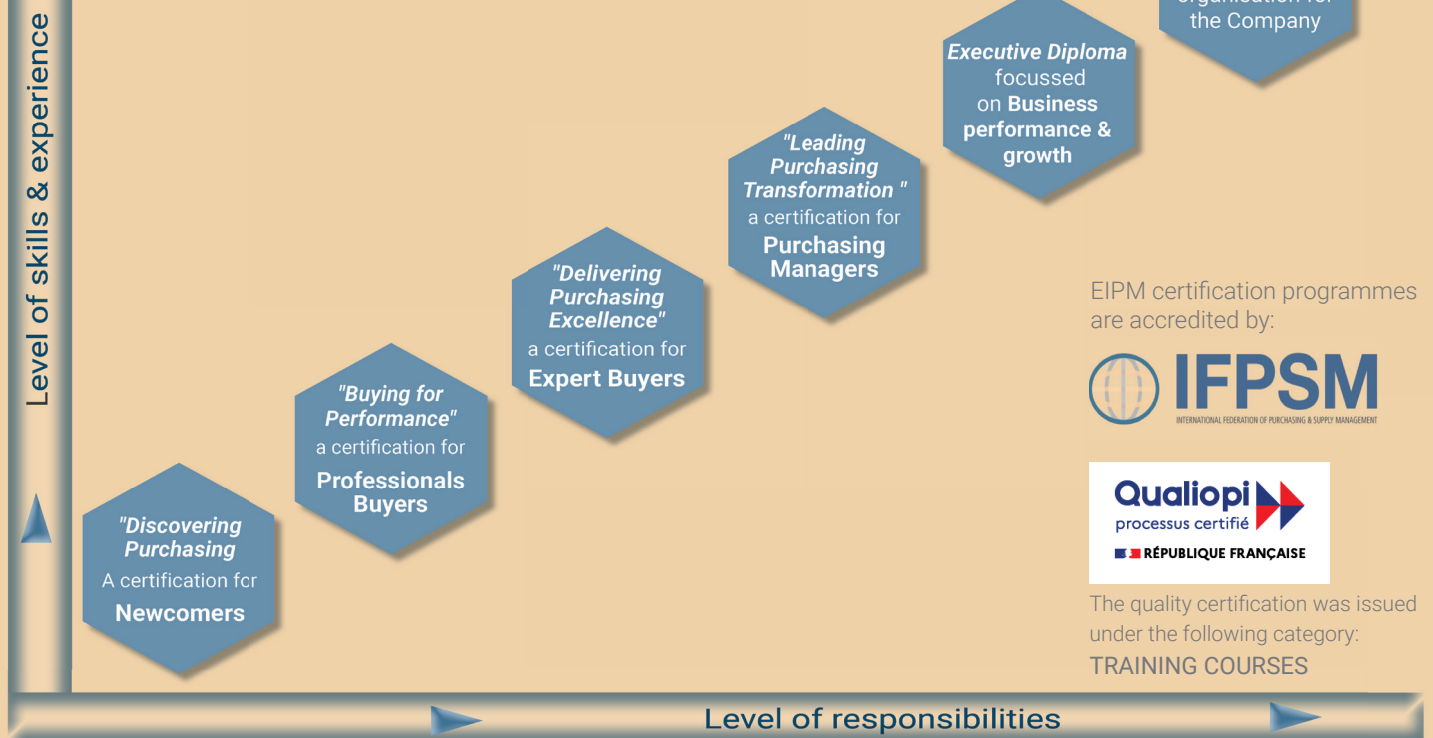 Level of skills & experience
organisation for
the Company
Executive Diploma
focussed
on Business
performance &
growth
"Leading
Purchasing
Transformation "
a certification for
Purchasing
Managers
"Delivering
Purchasing
Excellence"
a certification for
Expert Buyers
"Buying for
Performance"
a certification for
Professionals
Buyers
"Discovering
Purchasing
A certification for
Newcomers
EIPM certification programmes
are accredited by:
IFPSM
INTERNATIONAL FEDERATION OF PURCHASING & SUPPLY MANAGEMENT
Qualiopi
processus certifié
RÉPUBLIQUE FRANÇAISE
The quality certification was issued
under the following category:
TRAINING COURSES
Level of responsibilities